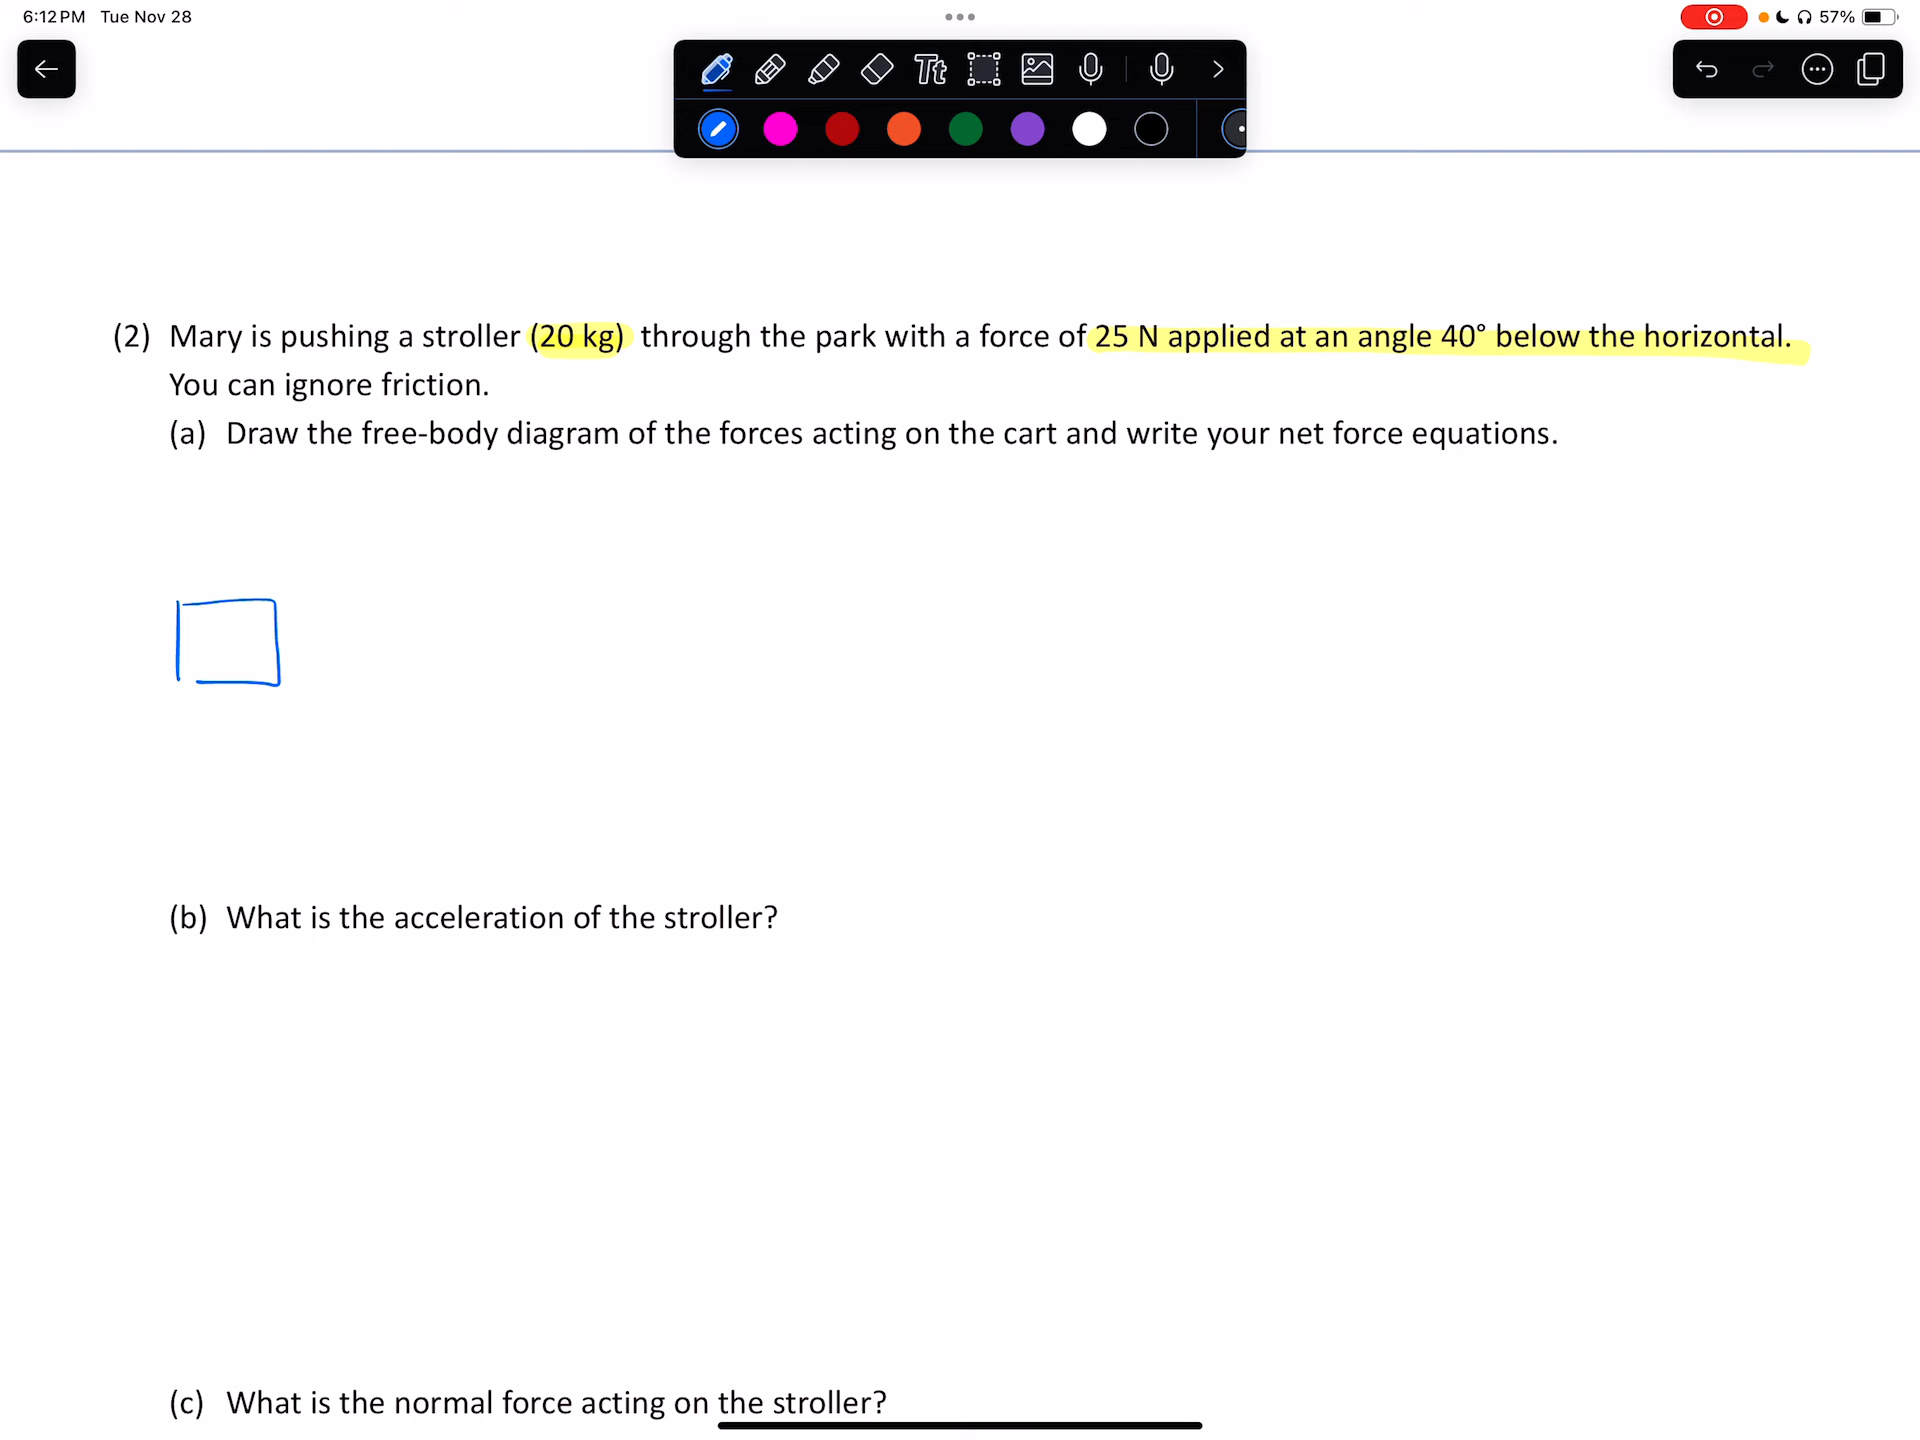 6:12 PM Tue Nov 28
57%
Tt
(2) Mary is pushing a stroller (20 kg) through the park with a force of 25 N applied at an angle 40° below the horizontal.
You can ignore friction.
(a) Draw the free-body diagram of the forces acting on the cart and write your net force equations.
(b) What is the acceleration of the stroller?
(c) What is the normal force acting on the stroller?